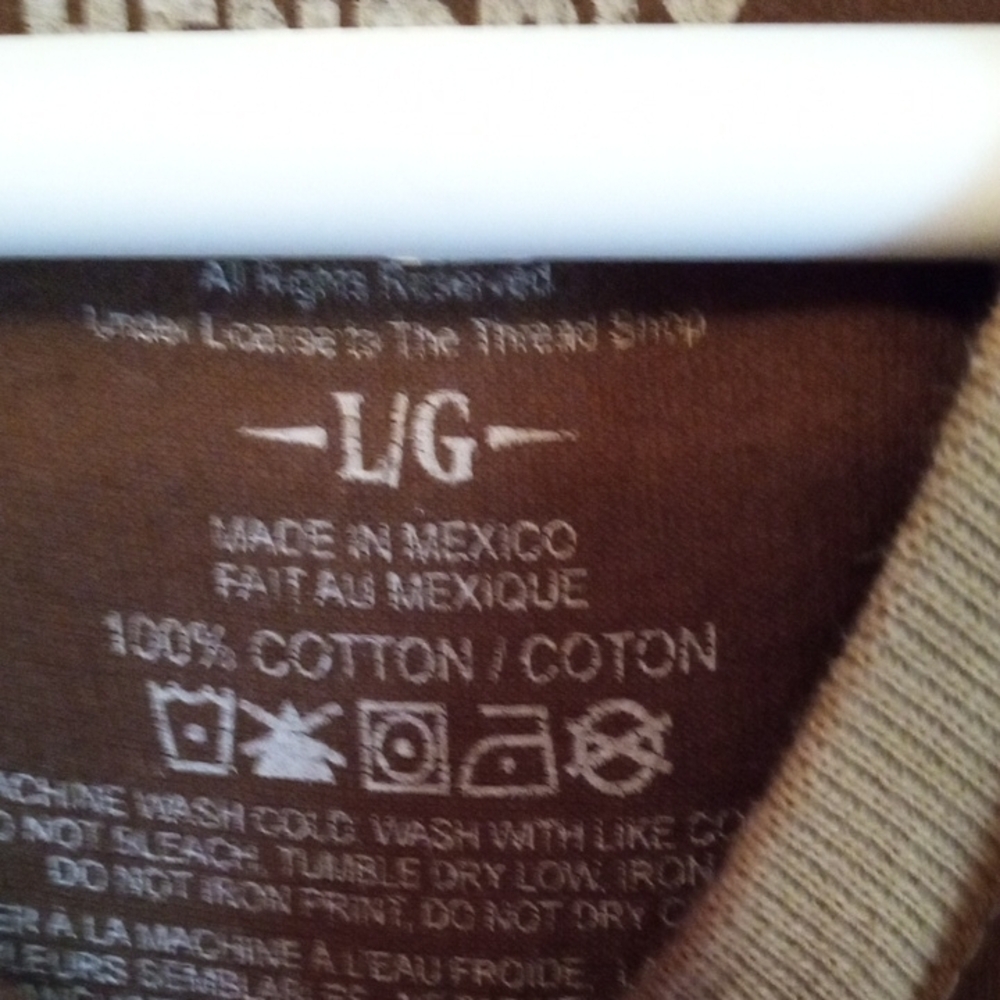 All Rights Reserved
Under License to The Thread Shop
L/G
MADE IN MEXICO
FAIT AU MEXIQUE
100% COTTON / COTON
MACHINE WASH COLD. WASH WITH LIKE
DO NOT BLEACH. TUMBLE DRY LOW. IRON
DO NOT IRON PRINT, DO NOT DRY
À LA MACHINE À L'EAU FROIDE.
SEMBLABLES.